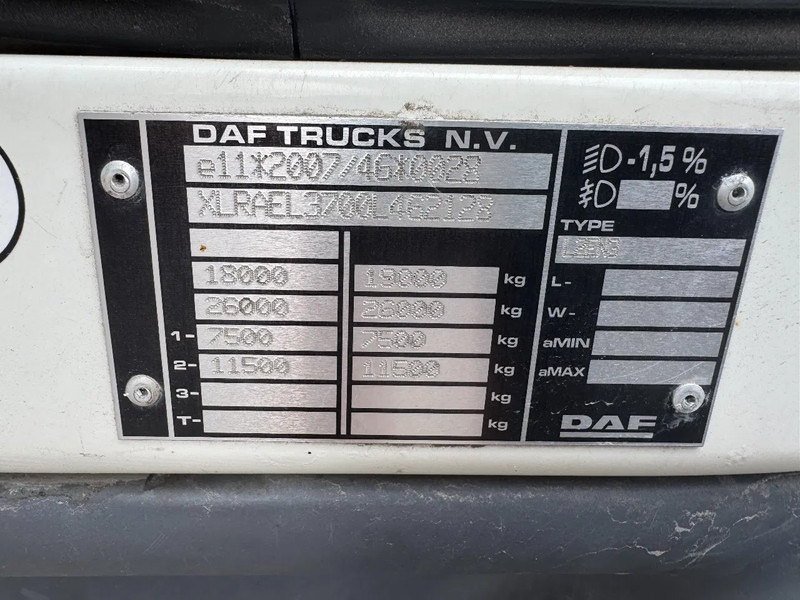 DAF TRUCKS N.V.
e11*2007/46*0028
XLRAEL3700L462128
18000 19000 kg
26000 26000 kg
1- 7500 7500 kg
2- 11500 11500 kg
3- kg
T- kg
D -1,5%
D %
TYPE
L-
W-
aMIN
aMAX
DAF